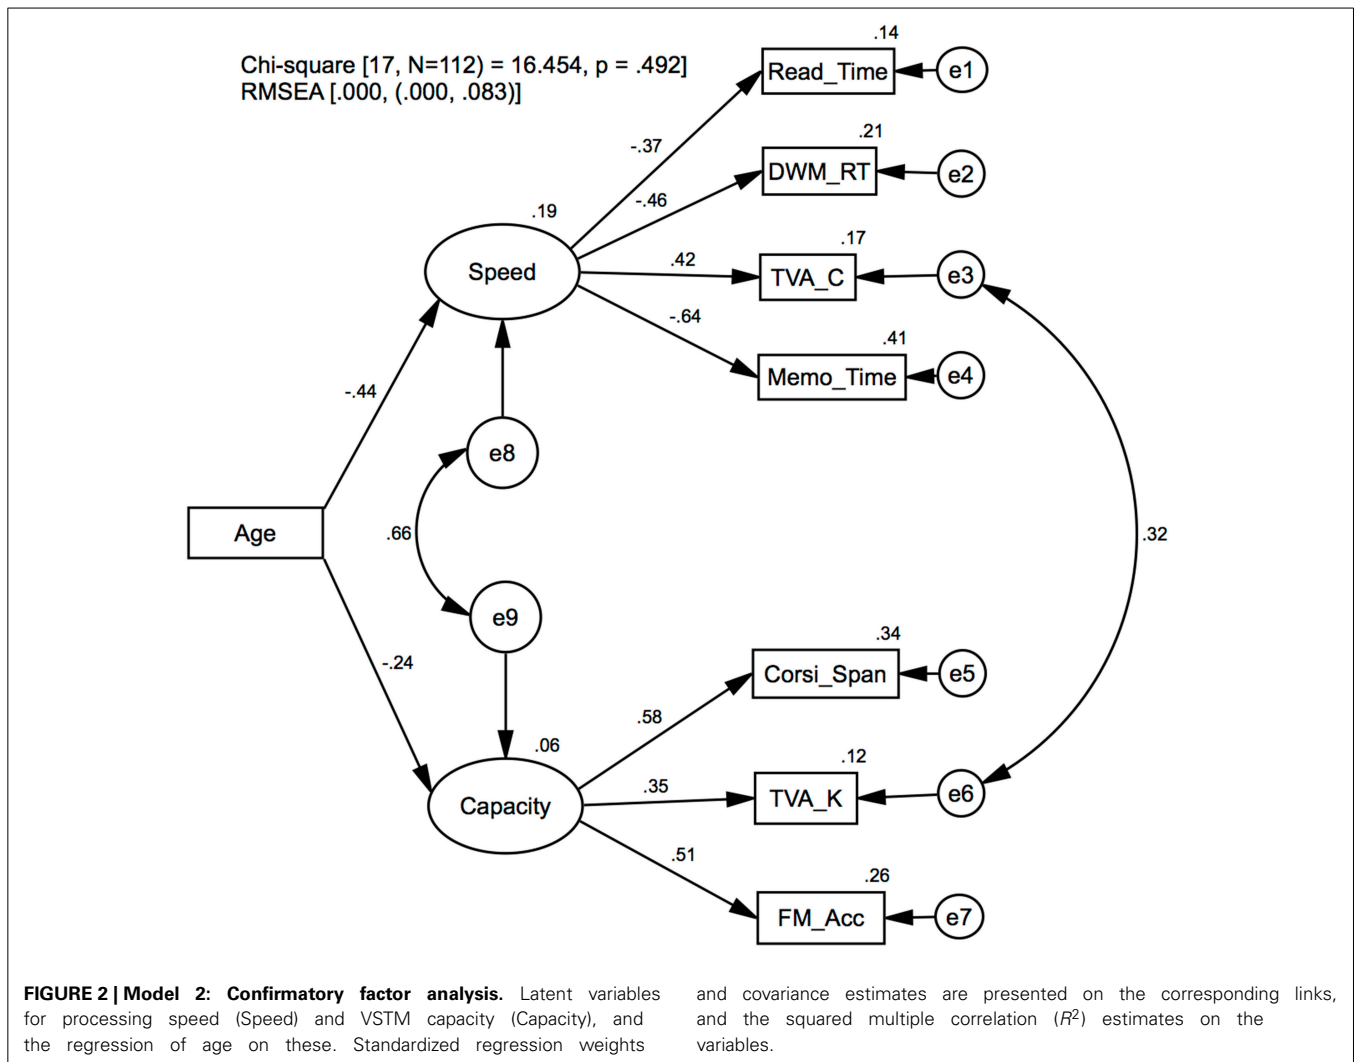 Chi-square [17, N=112) = 16.454, p = .492]
RMSEA [.000, (.000, .083)]
.14
Read_Time
e1
-.37
.21
DWM_RT
e2
-.46
.19
Speed
.17
.42
TVA_C
e3
-.64
.41
Memo_Time
e4
-.44
e8
.66
Age
.32
e9
-.24
.34
Corsi_Span
e5
.58
.06
Capacity
.12
.35
TVA_K
e6
.51
.26
FM_Acc
e7
FIGURE 2 | Model 2: Confirmatory factor analysis. Latent variables
for processing speed (Speed) and VSTM capacity (Capacity), and
the regression of age on these. Standardized regression weights
and covariance estimates are presented on the corresponding links,
and the squared multiple correlation (R²) estimates on the
variables.